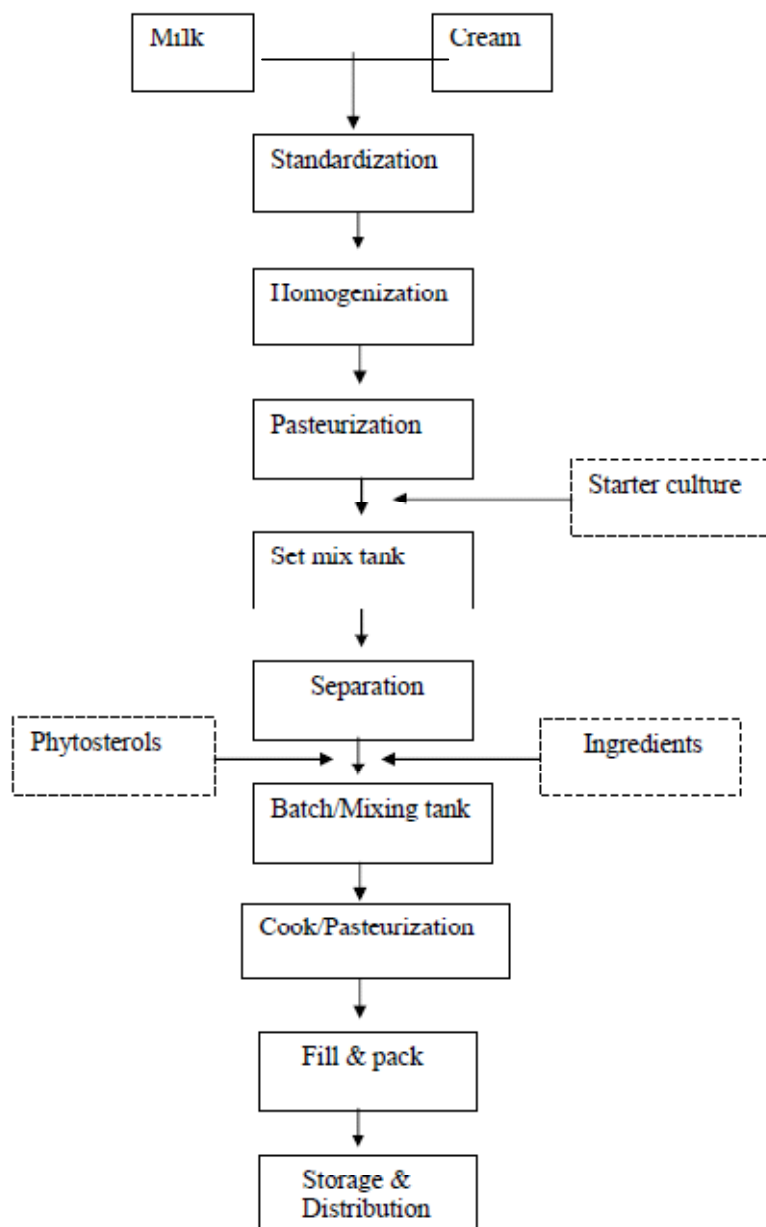 Milk
Cream
Standardization
Homogenization
Pasteurization
Starter culture
Set mix tank
Separation
Phytosterols
Ingredients
Batch/Mixing tank
Cook/Pasteurization
Fill & pack
Storage &
Distribution